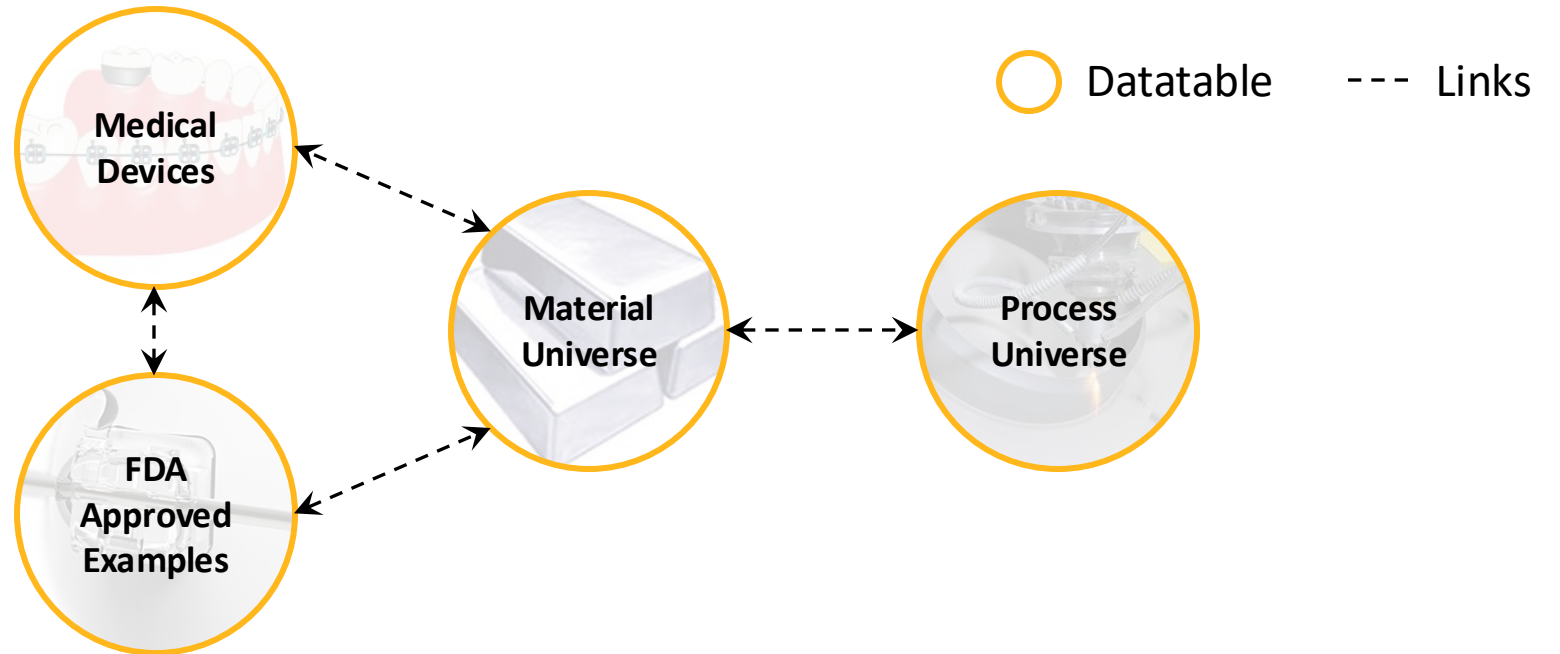 Medical
Devices
Datatable
Links
Material
Universe
Process
Universe
FDA
Approved
Examples